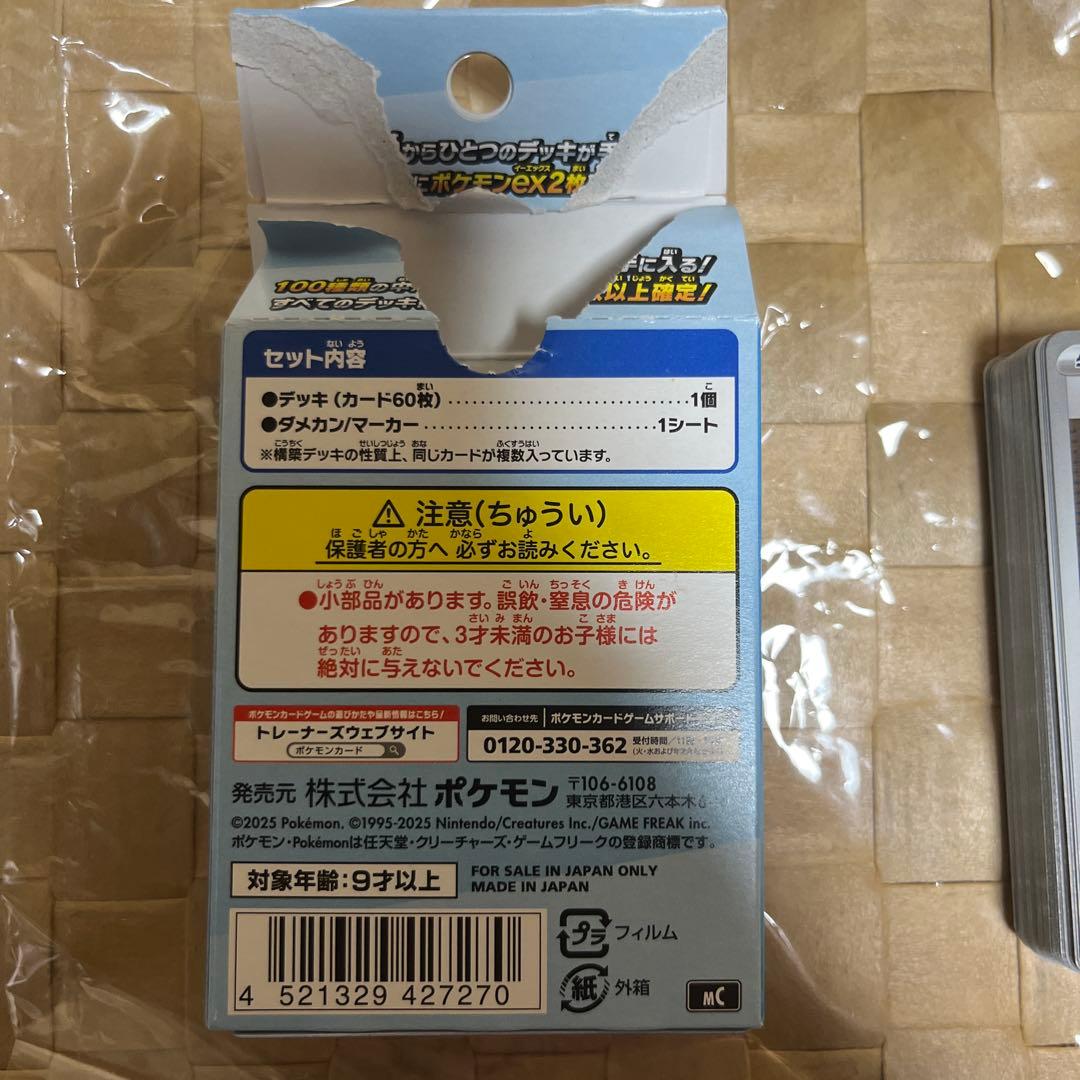 からひとつのデッキが
にポケモンex2枚
手に入る!
100種類の中
以上確定!
すべてのデッキ
セット内容
●デッキ(カード60枚)..............................1個
●ダメカン/マーカー..............................1シート
※構築デッキの性質上、同じカードが複数入っています。
⚠ 注意(ちゅうい)
保護者の方へ 必ずお読みください。
●小部品があります。誤飲・窒息の危険が
ありますので、3才未満のお子様には
絶対に与えないでください。
ポケモンカードゲームの遊びかたや最新情報はこちら!
トレーナーズウェブサイト
ポケモンカード
お問い合わせ先 ポケモンカードゲームサポート
0120-330-362 受付時間/
発売元 株式会社ポケモン 〒106-6108
東京都港区六本木
©2025 Pokémon. ©1995-2025 Nintendo/Creatures Inc./GAME FREAK inc.
ポケモン・Pokémonは任天堂・クリーチャーズ・ゲームフリークの登録商標です。
対象年齢:9才以上
FOR SALE IN JAPAN ONLY
MADE IN JAPAN
4 521329 427270
プラ フィルム
紙 外箱
MC